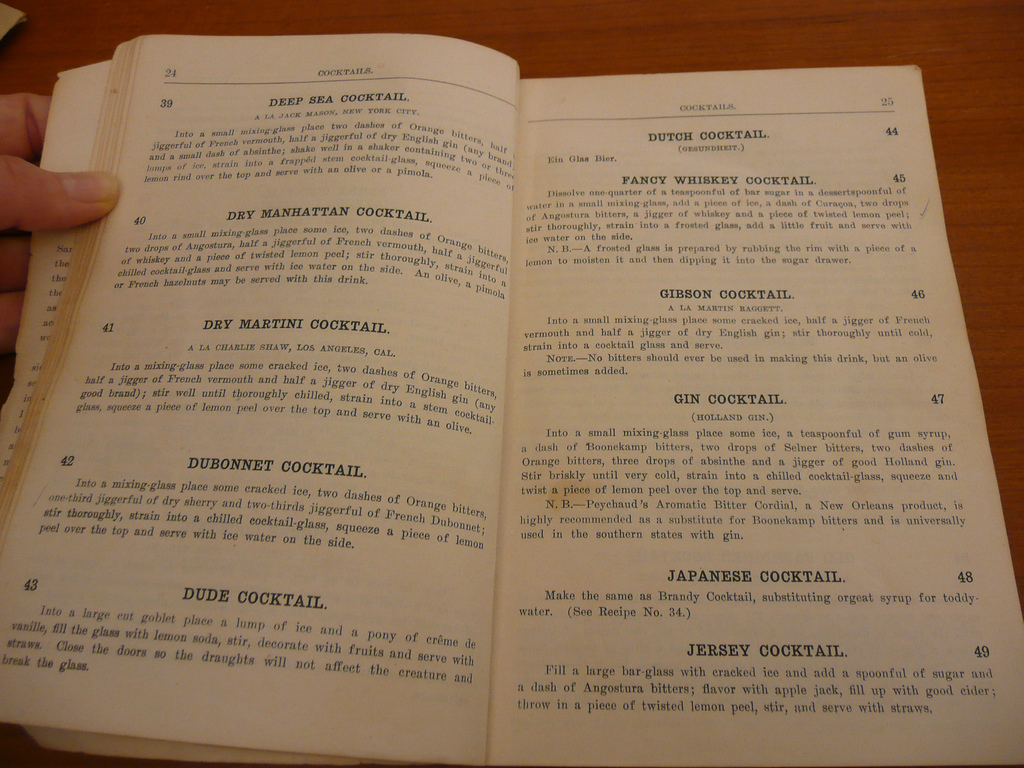 24
COCKTAILS.
39
DEEP SEA COCKTAIL.
A LA JACK MASON, NEW YORK CITY.
Into a small mixing-glass place two dashes of Orange bitters, half a
jiggerful of French vermouth, half a jiggerful of dry English gin (any brand
and a small dash of absinthe; shake well in a shaker containing two or three
lumps of ice, strain into a frappéd stem cocktail-glass, squeeze a piece of
lemon rind over the top and serve with an olive or a pimola.
40
DRY MANHATTAN COCKTAIL.
Into a small mixing-glass place some ice, two dashes of Orange bitters,
two drops of Angostura, half a jiggerful of French vermouth, half a jiggerful
of whiskey and a piece of twisted lemon peel; stir thoroughly, strain into a
chilled cocktail-glass and serve with ice water on the side. An olive, a pimola
or French hazelnuts may be served with this drink.
41
DRY MARTINI COCKTAIL.
A LA CHARLIE SHAW, LOS ANGELES, CAL.
Into a mixing-glass place some cracked ice, two dashes of Orange bitters,
half a jigger of French vermouth and half a jigger of dry English gin (any
good brand); stir well until thoroughly chilled, strain into a stem cocktail-
glass, squeeze a piece of lemon peel over the top and serve with an olive.
42
DUBONNET COCKTAIL.
Into a mixing-glass place some cracked ice, two dashes of Orange bitters,
one-third jiggerful of dry sherry and two-thirds jiggerful of French Dubonnet;
stir thoroughly, strain into a chilled cocktail-glass, squeeze a piece of lemon
peel over the top and serve with ice water on the side.
43
DUDE COCKTAIL.
Into a large cut goblet place a lump of ice and a pony of crême de
vanille, fill the glass with lemon soda, stir, decorate with fruits and serve with
straws. Close the doors so the draughts will not affect the creature and
break the glass.
COCKTAILS.
25
DUTCH COCKTAIL.
44
(GESUNDHEIT.)
Ein Glas Bier.
FANCY WHISKEY COCKTAIL.
45
Dissolve one-quarter of a teaspoonful of bar sugar in a dessertspoonful of
water in a small mixing-glass, add a piece of ice, a dash of Curaçoa, two drops
of Angostura bitters, a jigger of whiskey and a piece of twisted lemon peel;
stir thoroughly, strain into a frosted glass, add a little fruit and serve with
ice water on the side.
N. B.—A frosted glass is prepared by rubbing the rim with a piece of a
lemon to moisten it and then dipping it into the sugar drawer.
GIBSON COCKTAIL.
46
A LA MARTIN BAGGETT.
Into a small mixing-glass place some cracked ice, half a jigger of French
vermouth and half a jigger of dry English gin; stir thoroughly until cold,
strain into a cocktail glass and serve.
NOTE.—No bitters should ever be used in making this drink, but an olive
is sometimes added.
GIN COCKTAIL.
47
(HOLLAND GIN.)
Into a small mixing-glass place some ice, a teaspoonful of gum syrup,
a dash of Boonekamp bitters, two drops of Selner bitters, two dashes of
Orange bitters, three drops of absinthe and a jigger of good Holland gin.
Stir briskly until very cold, strain into a chilled cocktail-glass, squeeze and
twist a piece of lemon peel over the top and serve.
N. B.—Peychaud's Aromatic Bitter Cordial, a New Orleans product, is
highly recommended as a substitute for Boonekamp bitters and is universally
used in the southern states with gin.
JAPANESE COCKTAIL.
48
Make the same as Brandy Cocktail, substituting orgeat syrup for toddy-
water. (See Recipe No. 34.)
JERSEY COCKTAIL.
49
Fill a large bar-glass with cracked ice and add a spoonful of sugar and
a dash of Angostura bitters; flavor with apple jack, fill up with good cider;
throw in a piece of twisted lemon peel, stir, and serve with straws.